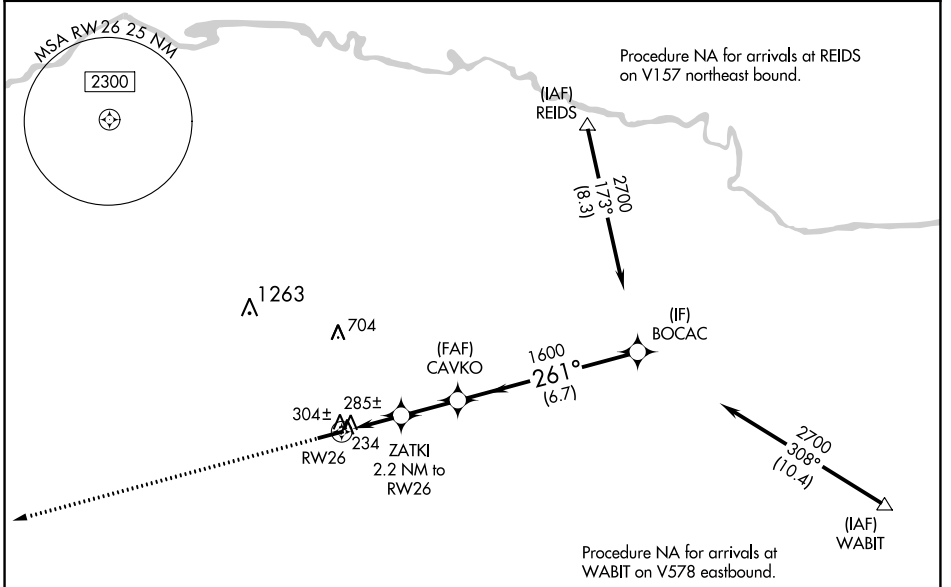 MSA RW26 25 NM
2300
Procedure NA for arrivals at REIDS
on V157 northeast bound.
(IAF)
REIDS
2700
173°
(8.3)
1263
704
(IF)
BOCAC
(FAF)
CAVKO
1600
261°
(6.7)
304±
285±
234
RW26
ZATKI
2.2 NM to
RW26
2700
308°
(10.4)
(IAF)
WABIT
Procedure NA for arrivals at
WABIT on V578 eastbound.